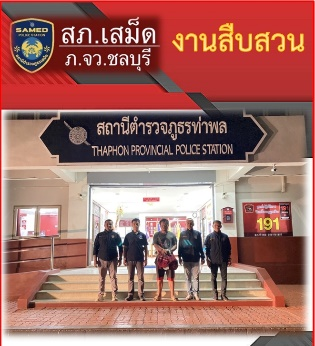 SAMED
POLICE STATION
สภ.เสม็ด
ภ.จว.ชลบุรี
งานสืบสวน
สถานีตำรวจภูธรท่าพล
THAPHON PROVINCIAL POLICE STATION
191